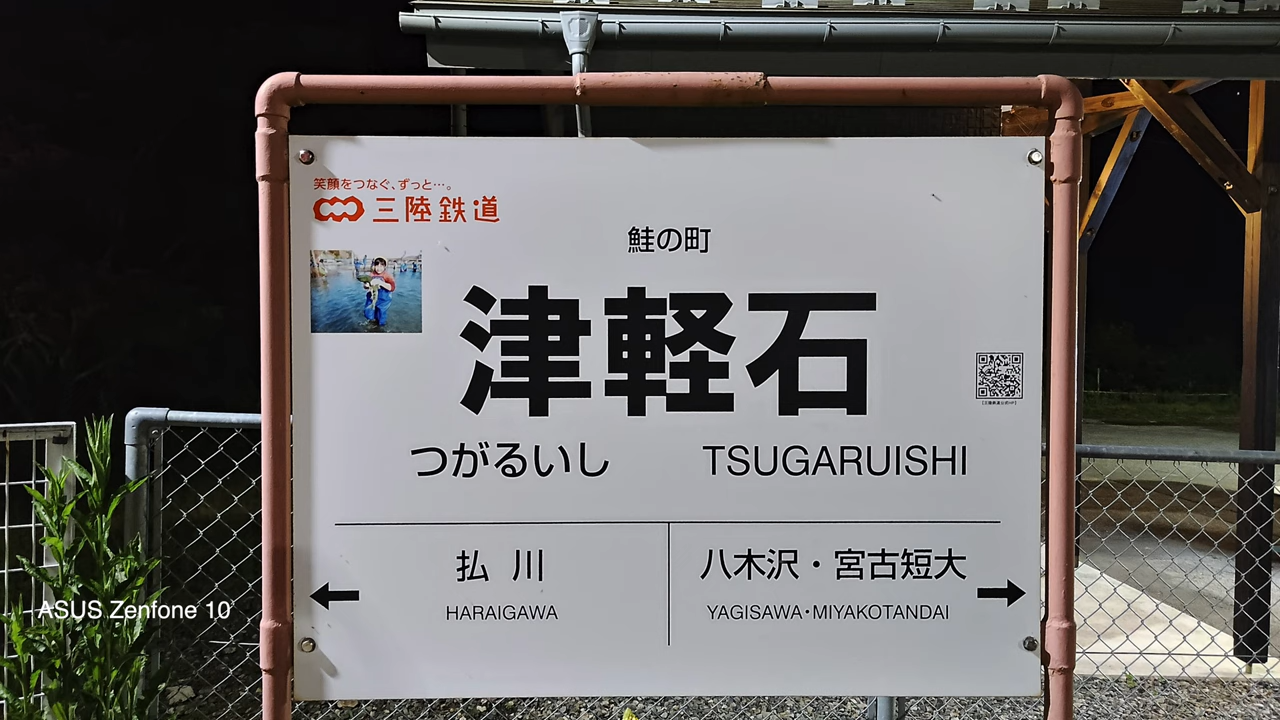 笑顔をつなぐ、ずっと…。
三陸鉄道
鮭の町
津軽石
つがるいし TSUGARUISHI
払川 八木沢・宮古短大
HARAIGAWA YAGISAWA・MIYAKOTANDAI
ASUS Zenfone 10